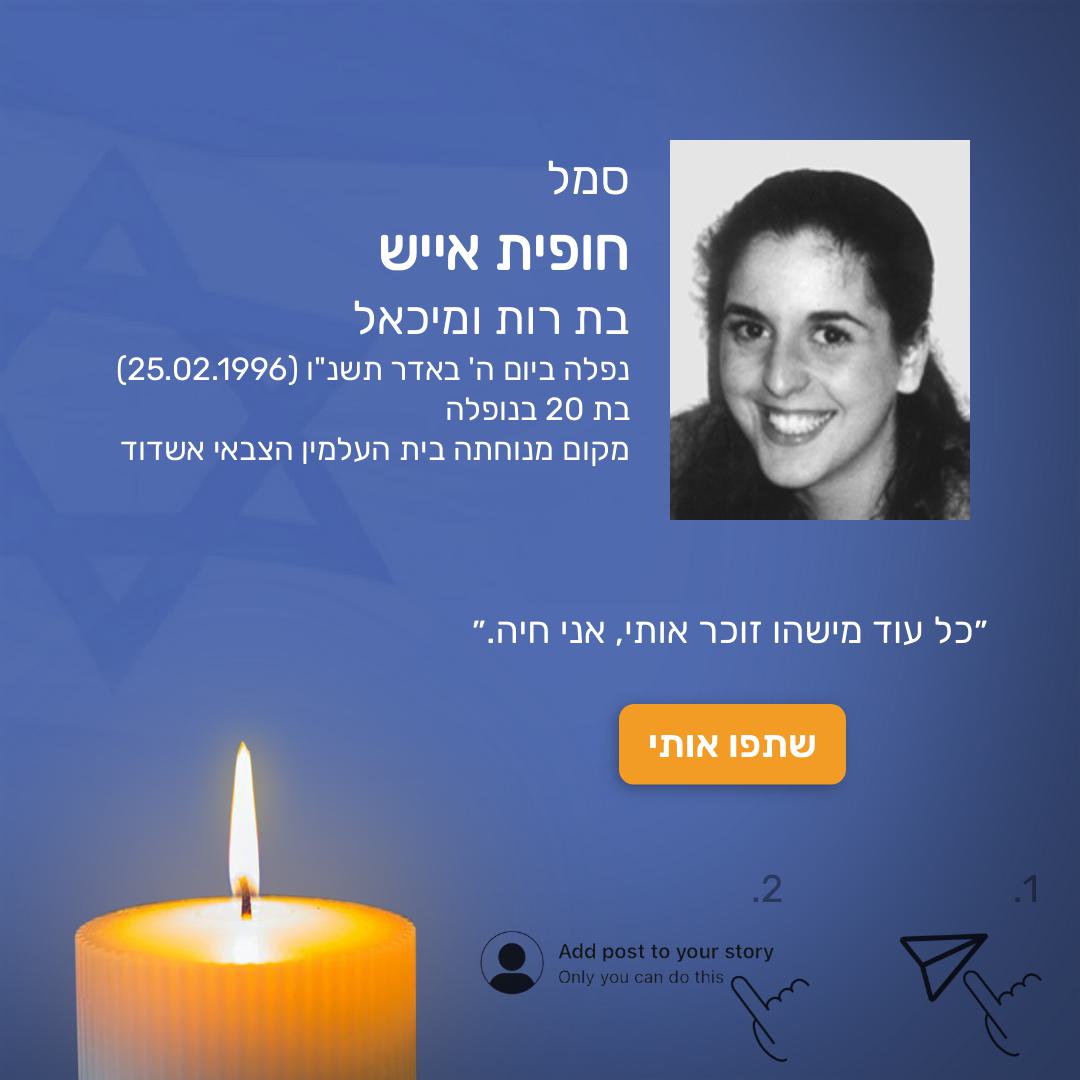 סמל
חופית אייש
בת רות ומיכאל
נפלה ביום ה' באדר תשנ"ו (25.02.1996)
בת 20 בנופלה
מקום מנוחתה בית העלמין הצבאי אשדוד
״כל עוד מישהו זוכר אותי, אני חיה.״
שתפו אותי
.1
.2
Add post to your story
Only you can do this